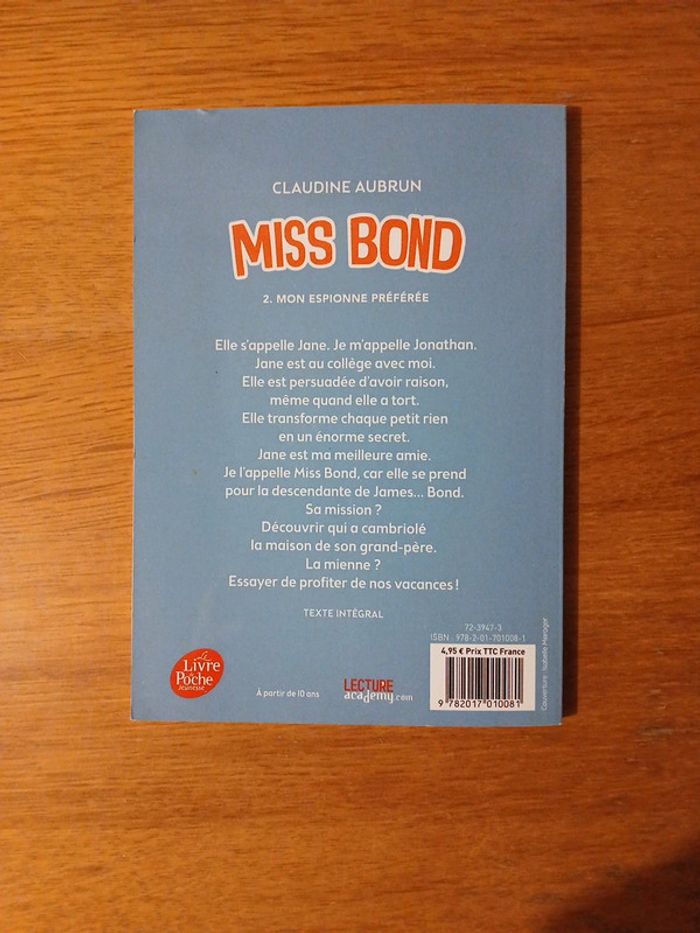 CLAUDINE AUBRUN
MISS BOND
2. MON ESPIONNE PRÉFÉRÉE
Elle s'appelle Jane. Je m'appelle Jonathan.
Jane est au collège avec moi.
Elle est persuadée d'avoir raison,
même quand elle a tort.
Elle transforme chaque petit rien
en un énorme secret.
Jane est ma meilleure amie.
Je l'appelle Miss Bond, car elle se prend
pour la descendante de James... Bond.
Sa mission ?
Découvrir qui a cambriolé
la maison de son grand-père.
La mienne ?
Essayer de profiter de nos vacances !
TEXTE INTÉGRAL
72-3947-3
ISBN : 978-2-01-701008-1
4,95 € Prix TTC France
9 782017 010081
Couverture : Isabelle Maroger
Le
Livre
de
Poche
Jeunesse
À partir de 10 ans
LECTURE
academy.com